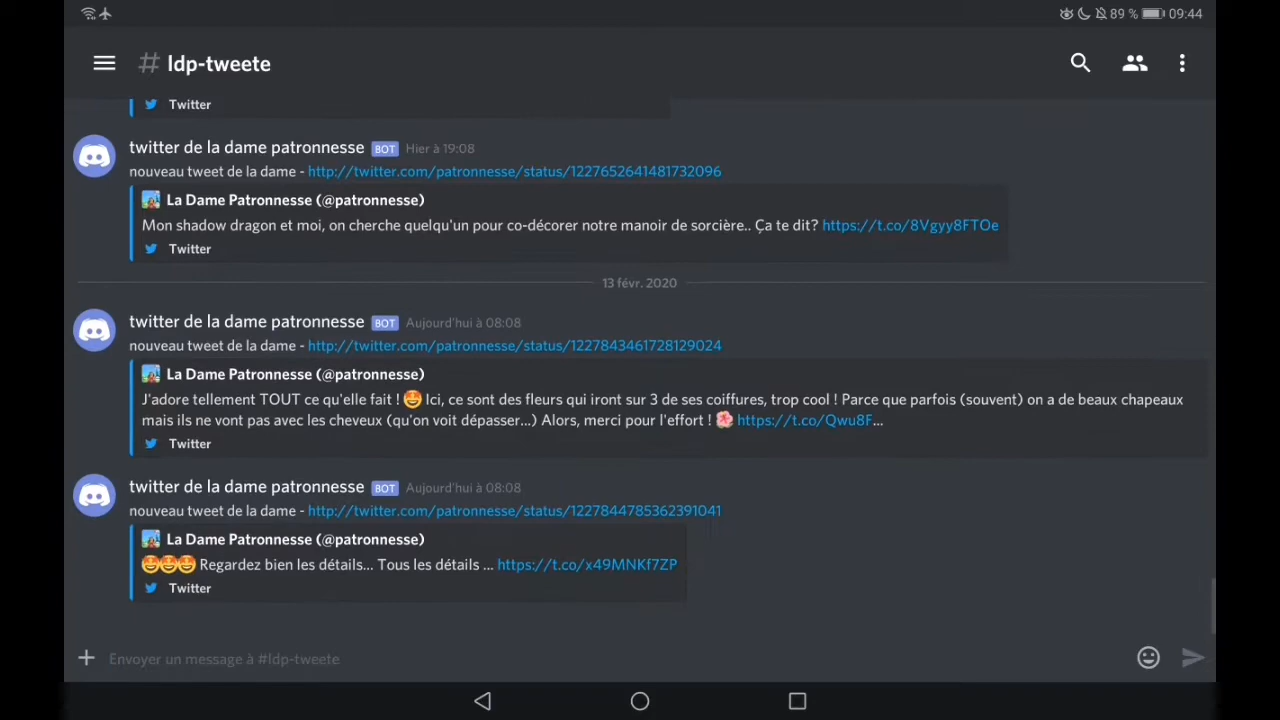 89 % 09:44
# ldp-tweete
Twitter
twitter de la dame patronnesse BOT Hier à 19:08
nouveau tweet de la dame - http://twitter.com/patronnesse/status/1227652641481732096
La Dame Patronnesse (@patronnesse)
Mon shadow dragon et moi, on cherche quelqu'un pour co-décorer notre manoir de sorcière.. Ça te dit? https://t.co/8Vgyy8FTOe
Twitter
13 févr. 2020
twitter de la dame patronnesse BOT Aujourd'hui à 08:08
nouveau tweet de la dame - http://twitter.com/patronnesse/status/1227843461728129024
La Dame Patronnesse (@patronnesse)
J'adore tellement TOUT ce qu'elle fait ! 🤩 Ici, ce sont des fleurs qui iront sur 3 de ses coiffures, trop cool ! Parce que parfois (souvent) on a de beaux chapeaux
mais ils ne vont pas avec les cheveux (qu'on voit dépasser...) Alors, merci pour l'effort ! 🌺 https://t.co/Qwu8F...
Twitter
twitter de la dame patronnesse BOT Aujourd'hui à 08:08
nouveau tweet de la dame - http://twitter.com/patronnesse/status/1227844785362391041
La Dame Patronnesse (@patronnesse)
🤩🤩🤩 Regardez bien les détails... Tous les détails ... https://t.co/x49MNKf7ZP
Twitter
Envoyer un message à #ldp-tweete